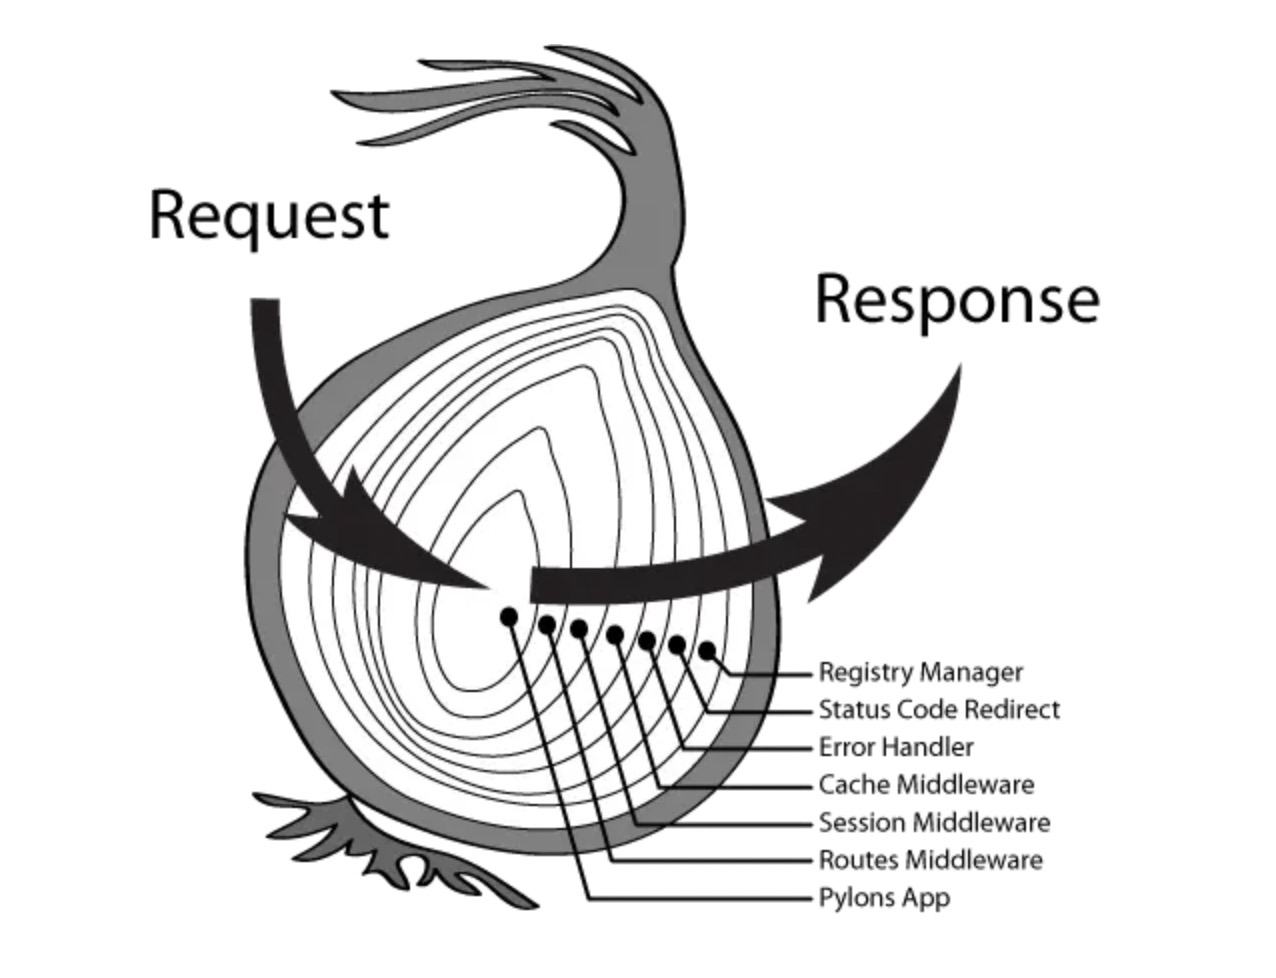 Request
Response
Registry Manager
Status Code Redirect
Error Handler
Cache Middleware
Session Middleware
Routes Middleware
Pylons App